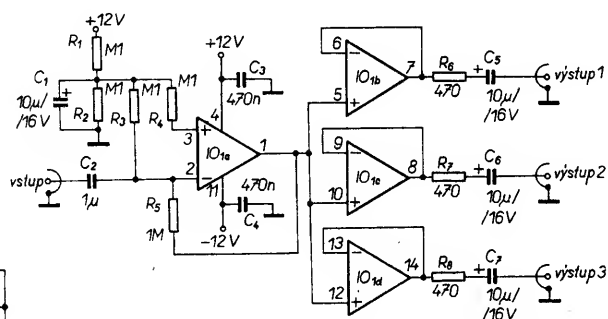 +12V
R1
M1
C1
+
10µ/
/16V
M1
R2
M1
R3
M1
R4
+12V
C3
470n
4
+
3
1
IO1a
2
-
11
470n
C4
-12V
vstup
C2
1µ
R5
1M
6
-
7
IO1b
5
+
R6
470
+
C5
10µ/
/16V
výstup 1
9
-
8
IO1c
10
+
R7
470
+
C6
10µ/
/16V
výstup 2
13
-
14
IO1d
12
+
R8
470
+
C7
10µ/
/16V
výstup 3